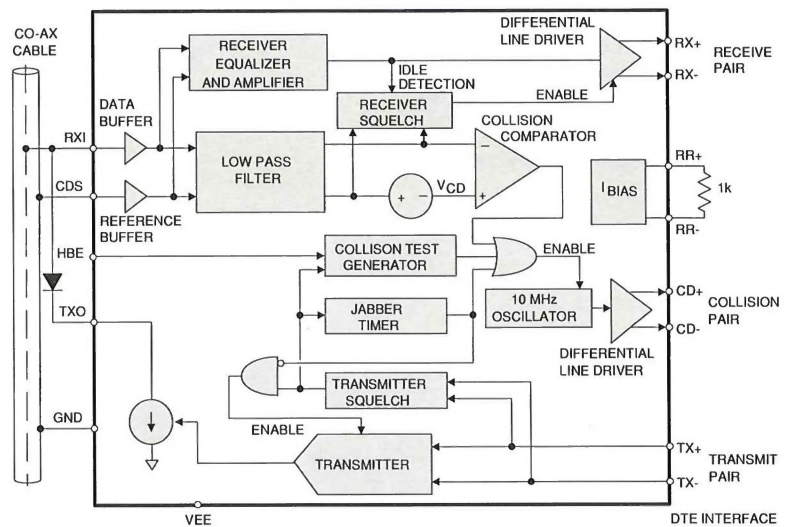 CO-AX
CABLE
RECEIVER
EQUALIZER
AND AMPLIFIER
DIFFERENTIAL
LINE DRIVER
RX+
RX-
RECEIVE
PAIR
IDLE
DETECTION
ENABLE
RECEIVER
SQUELCH
DATA
BUFFER
RXI
LOW PASS
FILTER
COLLISION
COMPARATOR
−
+
+ −
VCD
CDS
REFERENCE
BUFFER
I BIAS
RR+
1k
RR-
HBE
COLLISON TEST
GENERATOR
ENABLE
JABBER
TIMER
10 MHz
OSCILLATOR
CD+
CD-
COLLISION
PAIR
DIFFERENTIAL
LINE DRIVER
TXO
TRANSMITTER
SQUELCH
GND
ENABLE
TRANSMITTER
TX+
TX-
TRANSMIT
PAIR
VEE
DTE INTERFACE